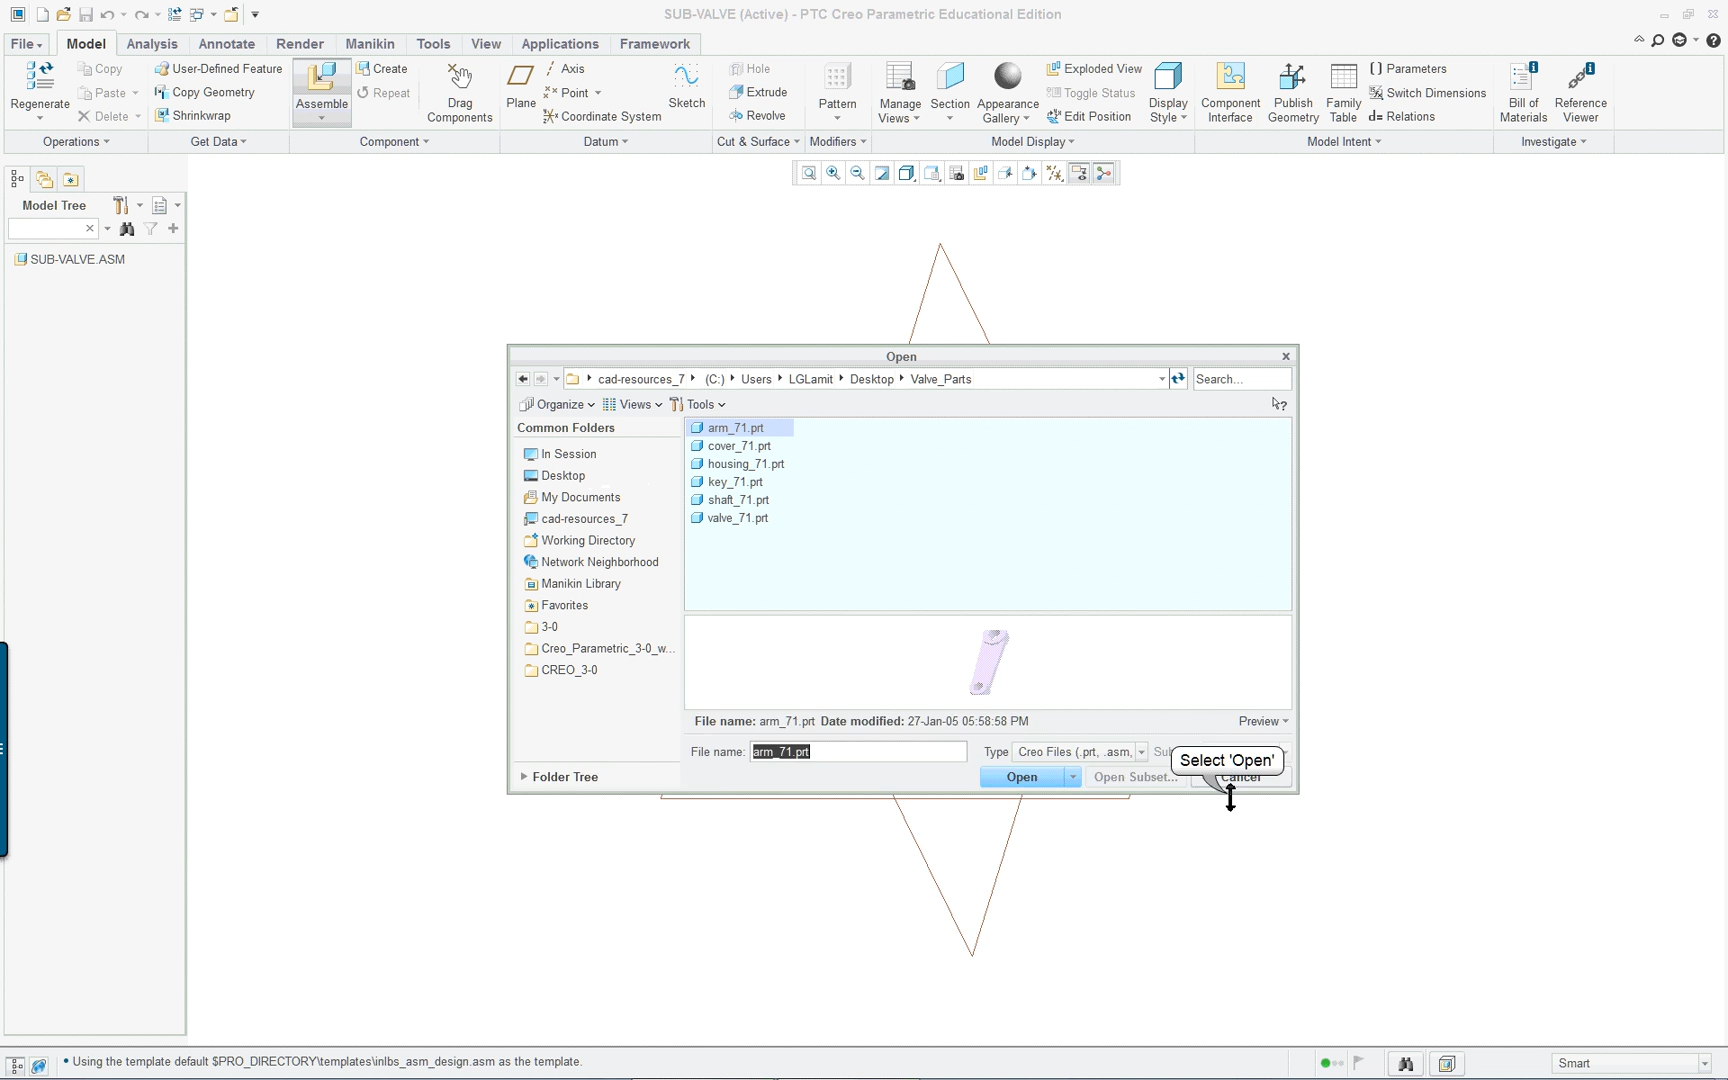 SUB-VALVE (Active) - PTC Creo Parametric Educational Edition
File
Model
Analysis
Annotate
Render
Manikin
Tools
View
Applications
Framework
Regenerate
Copy
Paste
Delete
User-Defined Feature
Copy Geometry
Shrinkwrap
Assemble
Create
Repeat
Drag
Components
Plane
Axis
Point
Coordinate System
Sketch
Hole
Extrude
Revolve
Pattern
Manage
Views
Section
Appearance
Gallery
Exploded View
Toggle Status
Edit Position
Display
Style
Component
Interface
Publish
Geometry
Family
Table
[ ] Parameters
Switch Dimensions
d= Relations
Bill of
Materials
Reference
Viewer
Operations
Get Data
Component
Datum
Cut & Surface
Modifiers
Model Display
Model Intent
Investigate
Model Tree
SUB-VALVE.ASM
Open
cad-resources_7
(C:)
Users
LGLamit
Desktop
Valve_Parts
Search...
Organize
Views
Tools
Common Folders
In Session
Desktop
My Documents
cad-resources_7
Working Directory
Network Neighborhood
Manikin Library
Favorites
3-0
Creo_Parametric_3-0_w...
CREO_3-0
Folder Tree
arm_71.prt
cover_71.prt
housing_71.prt
key_71.prt
shaft_71.prt
valve_71.prt
File name: arm_71.prt Date modified: 27-Jan-05 05:58:58 PM
Preview
File name: arm_71.prt
Type Creo Files (.prt, .asm, Sub
Select 'Open'
Open
Open Subset...
Cancel
• Using the template default $PRO_DIRECTORY\templates\inlbs_asm_design.asm as the template.
Smart